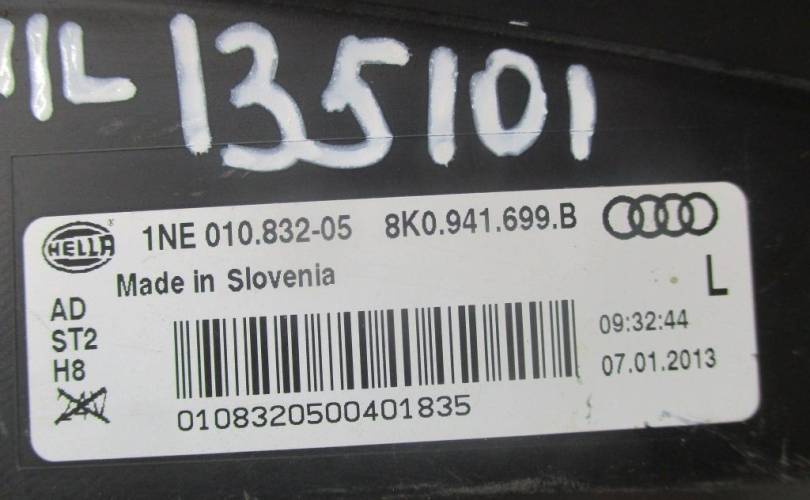 L 135101
HELLA
1NE 010.832-05 8K0.941.699.B
Made in Slovenia
L
AD
ST2
H8
09:32:44
07.01.2013
0108320500401835